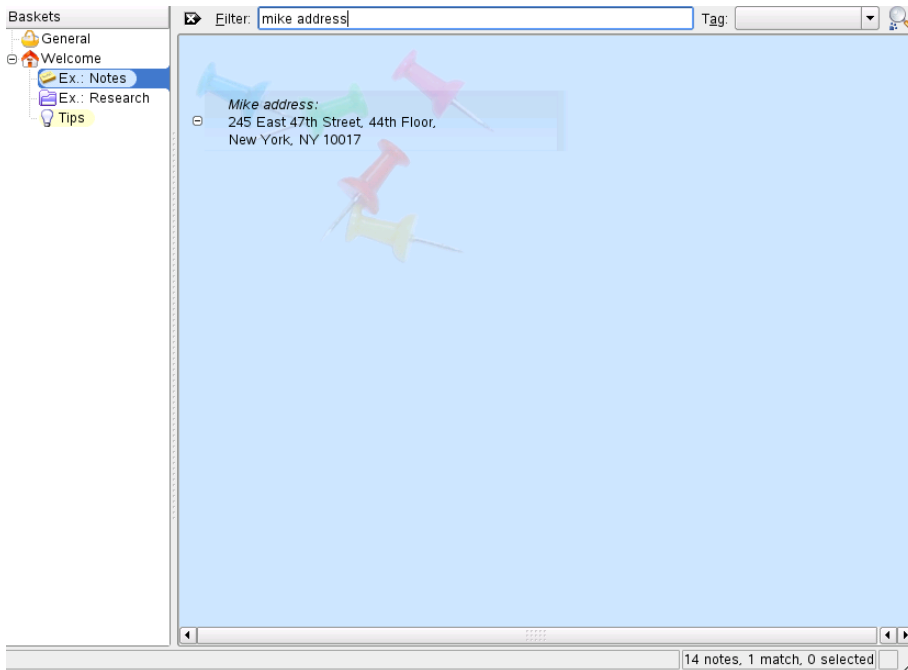 Baskets
Filter: mike address
Tag:
General
Welcome
Ex.: Notes
Ex.: Research
Tips
Mike address:
245 East 47th Street, 44th Floor,
New York, NY 10017
14 notes, 1 match, 0 selected